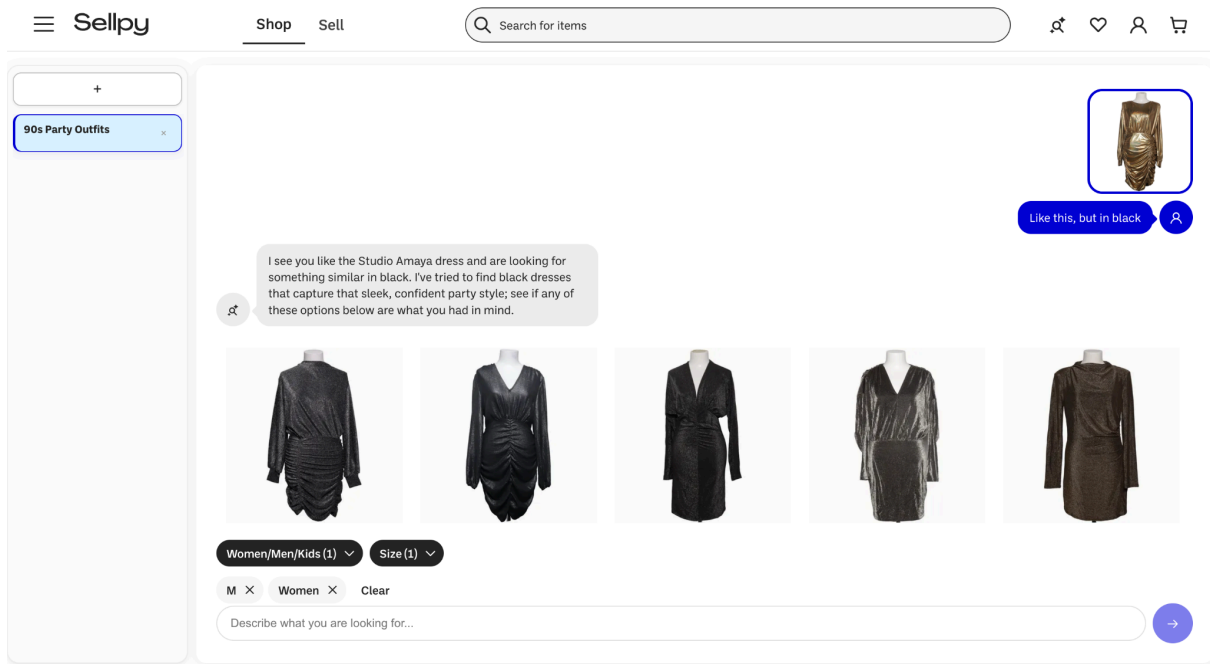 Sellpy
Shop
Sell
Search for items
+
90s Party Outfits
×
Like this, but in black
I see you like the Studio Amaya dress and are looking for
something similar in black. I've tried to find black dresses
that capture that sleek, confident party style; see if any of
these options below are what you had in mind.
Women/Men/Kids (1)
Size (1)
M ×
Women ×
Clear
Describe what you are looking for...